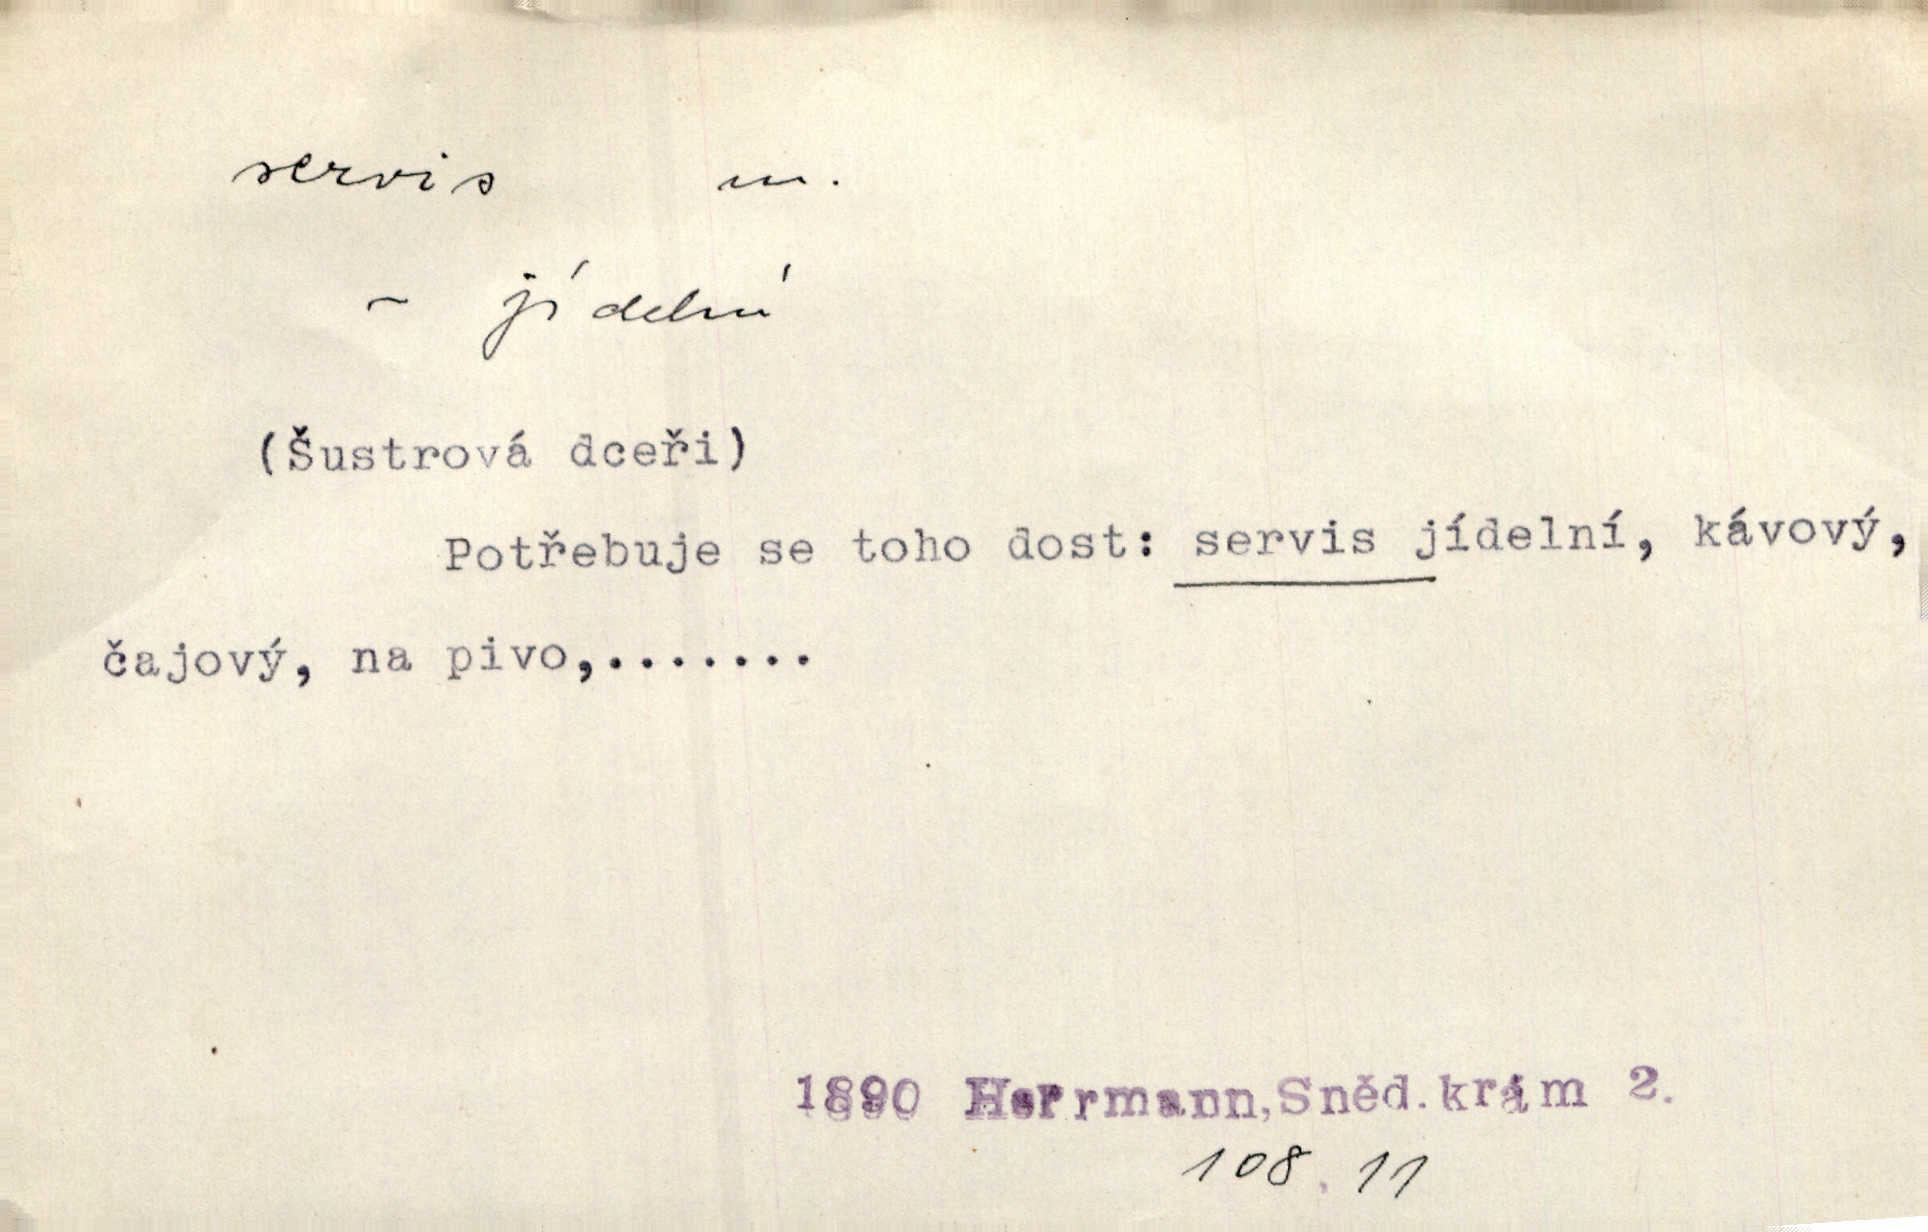 servis m.
~ jídelní
(Šustrová dceři)
Potřebuje se toho dost: servis jídelní, kávový,
čajový, na pivo,.......
1890 Herrmann,Sněd.krám 2.
108, 11